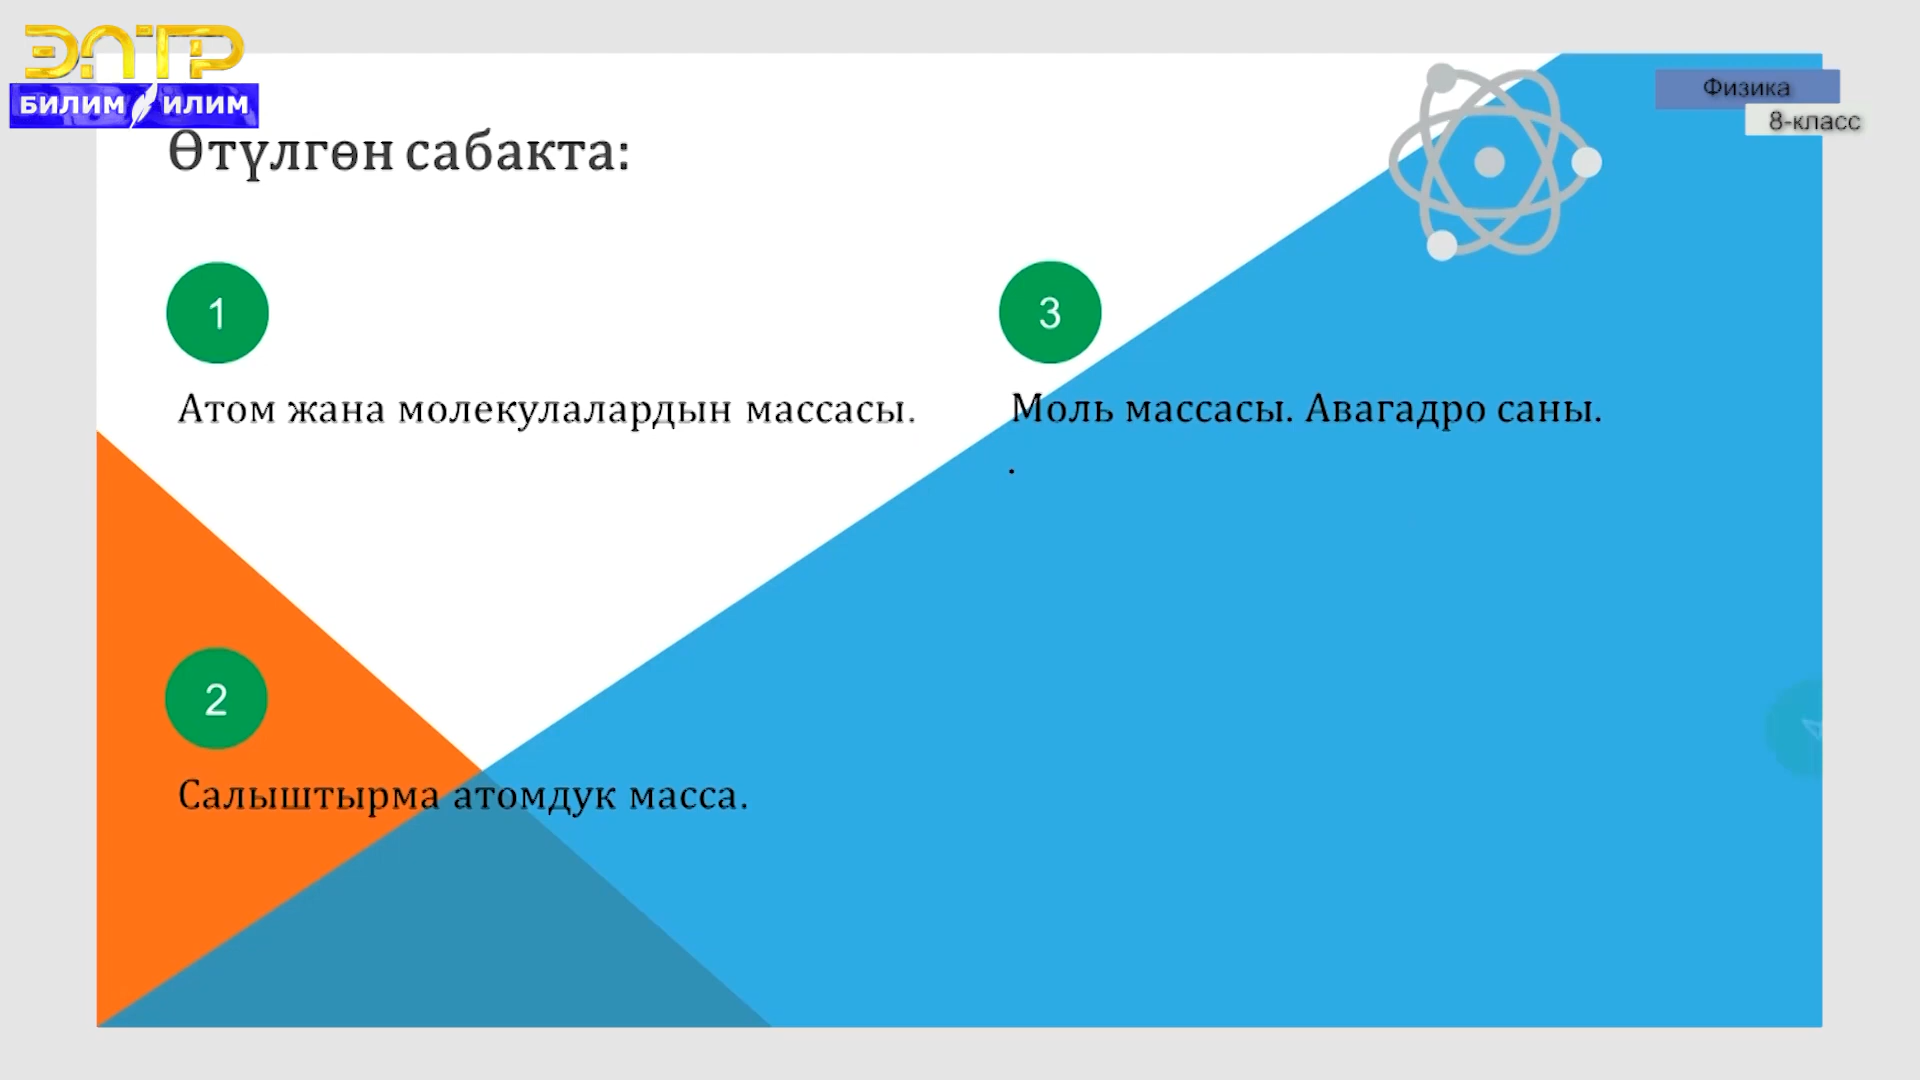 ЭЛТР
БИЛИМ ИЛИМ
Физика
8-класс
Өтүлгөн сабакта:
1
Атом жана молекулалардын массасы.
2
Салыштырма атомдук масса.
3
Моль массасы. Авагадро саны.
.
4